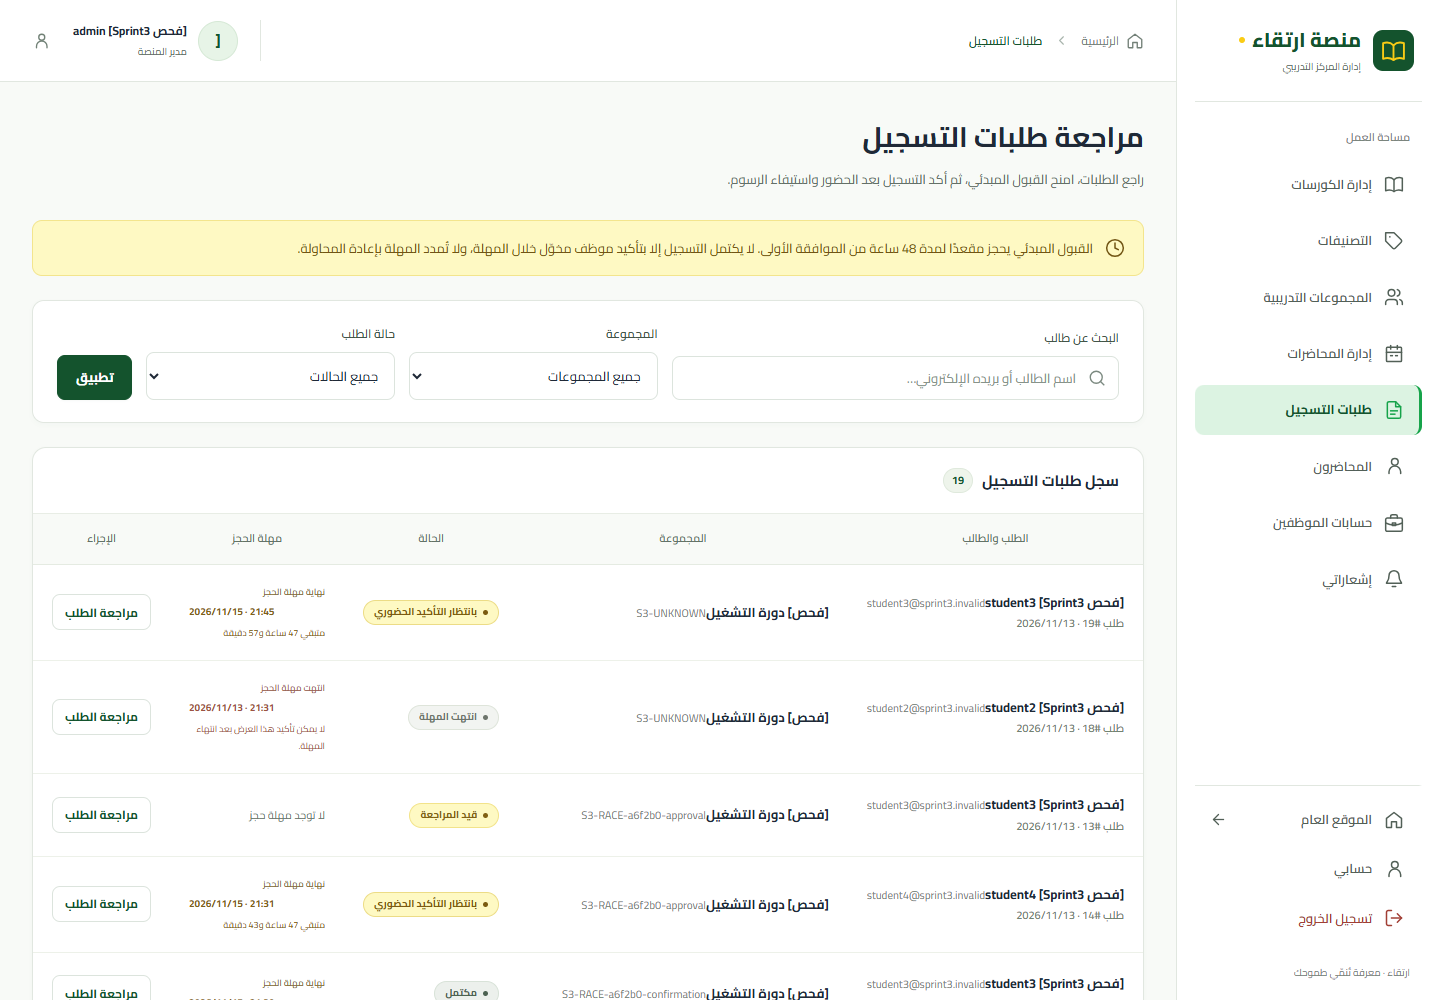 منصة ارتقاء
إدارة المركز التدريبي
مساحة العمل
إدارة الكورسات
التصنيفات
المجموعات التدريبية
إدارة المحاضرات
طلبات التسجيل
المحاضرون
حسابات الموظفين
إشعاراتي
الموقع العام
حسابي
تسجيل الخروج
ارتقاء · معرفة تُنمّي طموحك
الرئيسية
طلبات التسجيل
[
[فحص Sprint3] admin
مدير المنصة
مراجعة طلبات التسجيل
راجع الطلبات، امنح القبول المبدئي، ثم أكد التسجيل بعد الحضور واستيفاء الرسوم.
القبول المبدئي يحجز مقعدًا لمدة 48 ساعة من الموافقة الأولى. لا يكتمل التسجيل إلا بتأكيد موظف مخوّل خلال المهلة، ولا تُمدد المهلة بإعادة المحاولة.
البحث عن طالب
اسم الطالب أو بريده الإلكتروني...
المجموعة
جميع المجموعات
حالة الطلب
جميع الحالات
تطبيق
سجل طلبات التسجيل 19
الطلب والطالب المجموعة الحالة مهلة الحجز الإجراء
[فحص Sprint3] student3 student3@sprint3.invalid
طلب #19 · 2026/11/13
[فحص] دورة التشغيل S3-UNKNOWN
بانتظار التأكيد الحضوري
نهاية مهلة الحجز
2026/11/15 · 21:45
متبقي 47 ساعة و57 دقيقة
مراجعة الطلب
[فحص Sprint3] student2 student2@sprint3.invalid
طلب #18 · 2026/11/13
[فحص] دورة التشغيل S3-UNKNOWN
انتهت المهلة
انتهت مهلة الحجز
2026/11/13 · 21:31
لا يمكن تأكيد هذا العرض بعد انتهاء
المهلة.
مراجعة الطلب
[فحص Sprint3] student3 student3@sprint3.invalid
طلب #13 · 2026/11/13
[فحص] دورة التشغيل S3-RACE-a6f2b0-approval
قيد المراجعة
لا توجد مهلة حجز
مراجعة الطلب
[فحص Sprint3] student4 student4@sprint3.invalid
طلب #14 · 2026/11/13
[فحص] دورة التشغيل S3-RACE-a6f2b0-approval
بانتظار التأكيد الحضوري
نهاية مهلة الحجز
2026/11/15 · 21:31
متبقي 47 ساعة و43 دقيقة
مراجعة الطلب
[فحص Sprint3] student3 student3@sprint3.invalid
[فحص] دورة التشغيل S3-RACE-a6f2b0-confirmation
مكتمل
نهاية مهلة الحجز
مراجعة الطلب